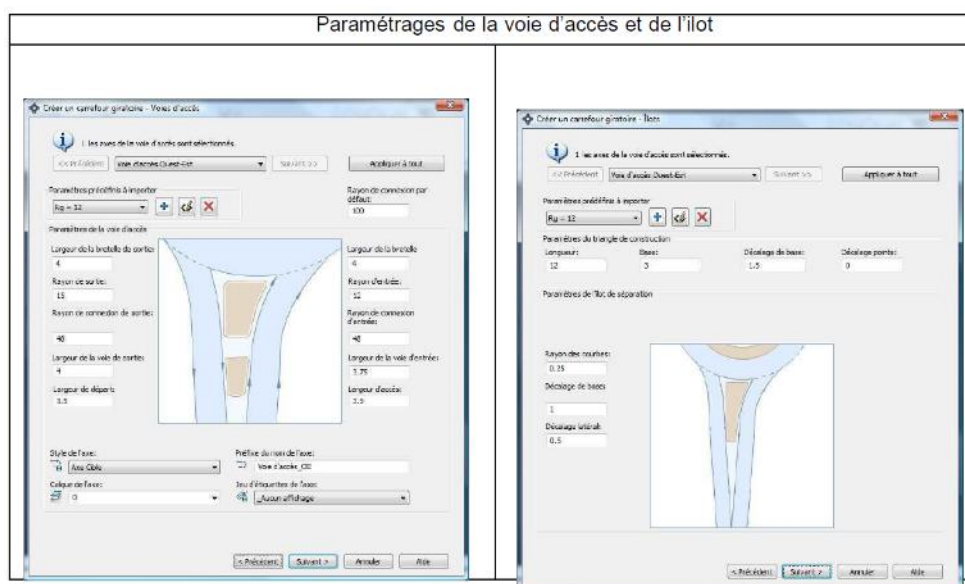 Paramétrages de la voie d'accès et de l'ilot
Créer un carrefour giratoire - Voies d'accès
1 les axes de la voie d'accès sont sélectionnés.
<< Précédent
Voie d'accès Ouest-Est
Suivant >>
Appliquer à tout
Paramètres prédéfinis à importer
Rg = 12
Rayon de connexion par défaut:
100
Paramètres de la voie d'accès
Largeur de la bretelle de sortie:
4
Rayon de sortie:
15
Rayon de connexion de sortie:
48
Largeur de la voie de sortie:
4
Largeur de départ:
3.5
Largeur de la bretelle
4
Rayon d'entrée:
12
Rayon de connexion d'entrée:
48
Largeur de la voie d'entrée:
3.75
Largeur d'accès:
3.5
Style de l'axe:
Axe Cible
Préfixe du nom de l'axe:
Voie d'accès_OE
Calque de l'axe:
0
Jeu d'étiquettes de l'axe:
_Aucun affichage
< Précédent
Suivant >
Annuler
Aide
Créer un carrefour giratoire - Îlots
1 les axes de la voie d'accès sont sélectionnés.
<< Précédent
Voie d'accès Ouest-Est
Suivant >>
Appliquer à tout
Paramètres prédéfinis à importer
Rg = 12
Paramètres du triangle de construction
Longueur:
12
Base:
3
Décalage de base:
1.5
Décalage pointe:
0
Paramètres de l'îlot de séparation
Rayon des courbes:
0.25
Décalage de base:
1
Décalage latéral:
0.5
< Précédent
Suivant >
Annuler
Aide